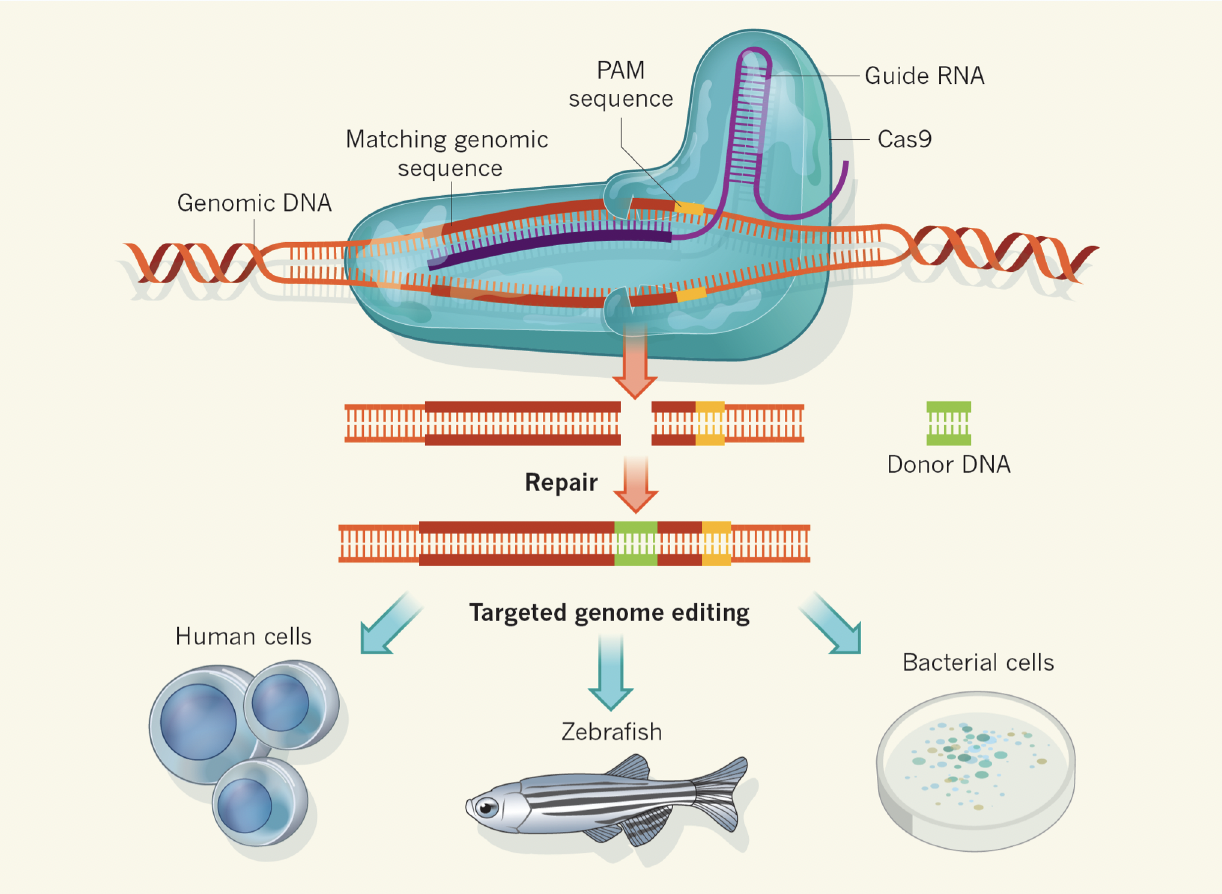 PAM
sequence
Guide RNA
Cas9
Matching genomic
sequence
Genomic DNA
Donor DNA
Repair
Targeted genome editing
Human cells
Bacterial cells
Zebrafish